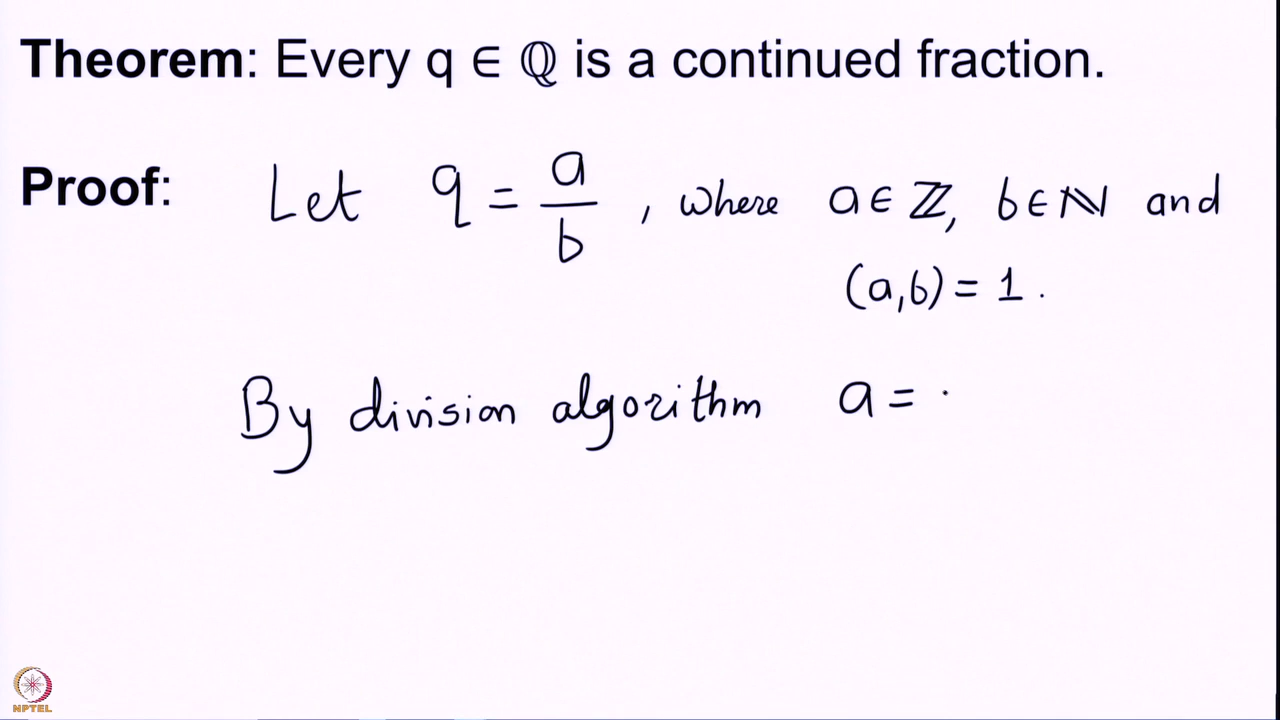 Theorem: Every q ∈ ℚ is a continued fraction.
Proof: Let q = a/b, where a ∈ ℤ, b ∈ ℕ and
(a,b) = 1.
By division algorithm a = ·
NPTEL